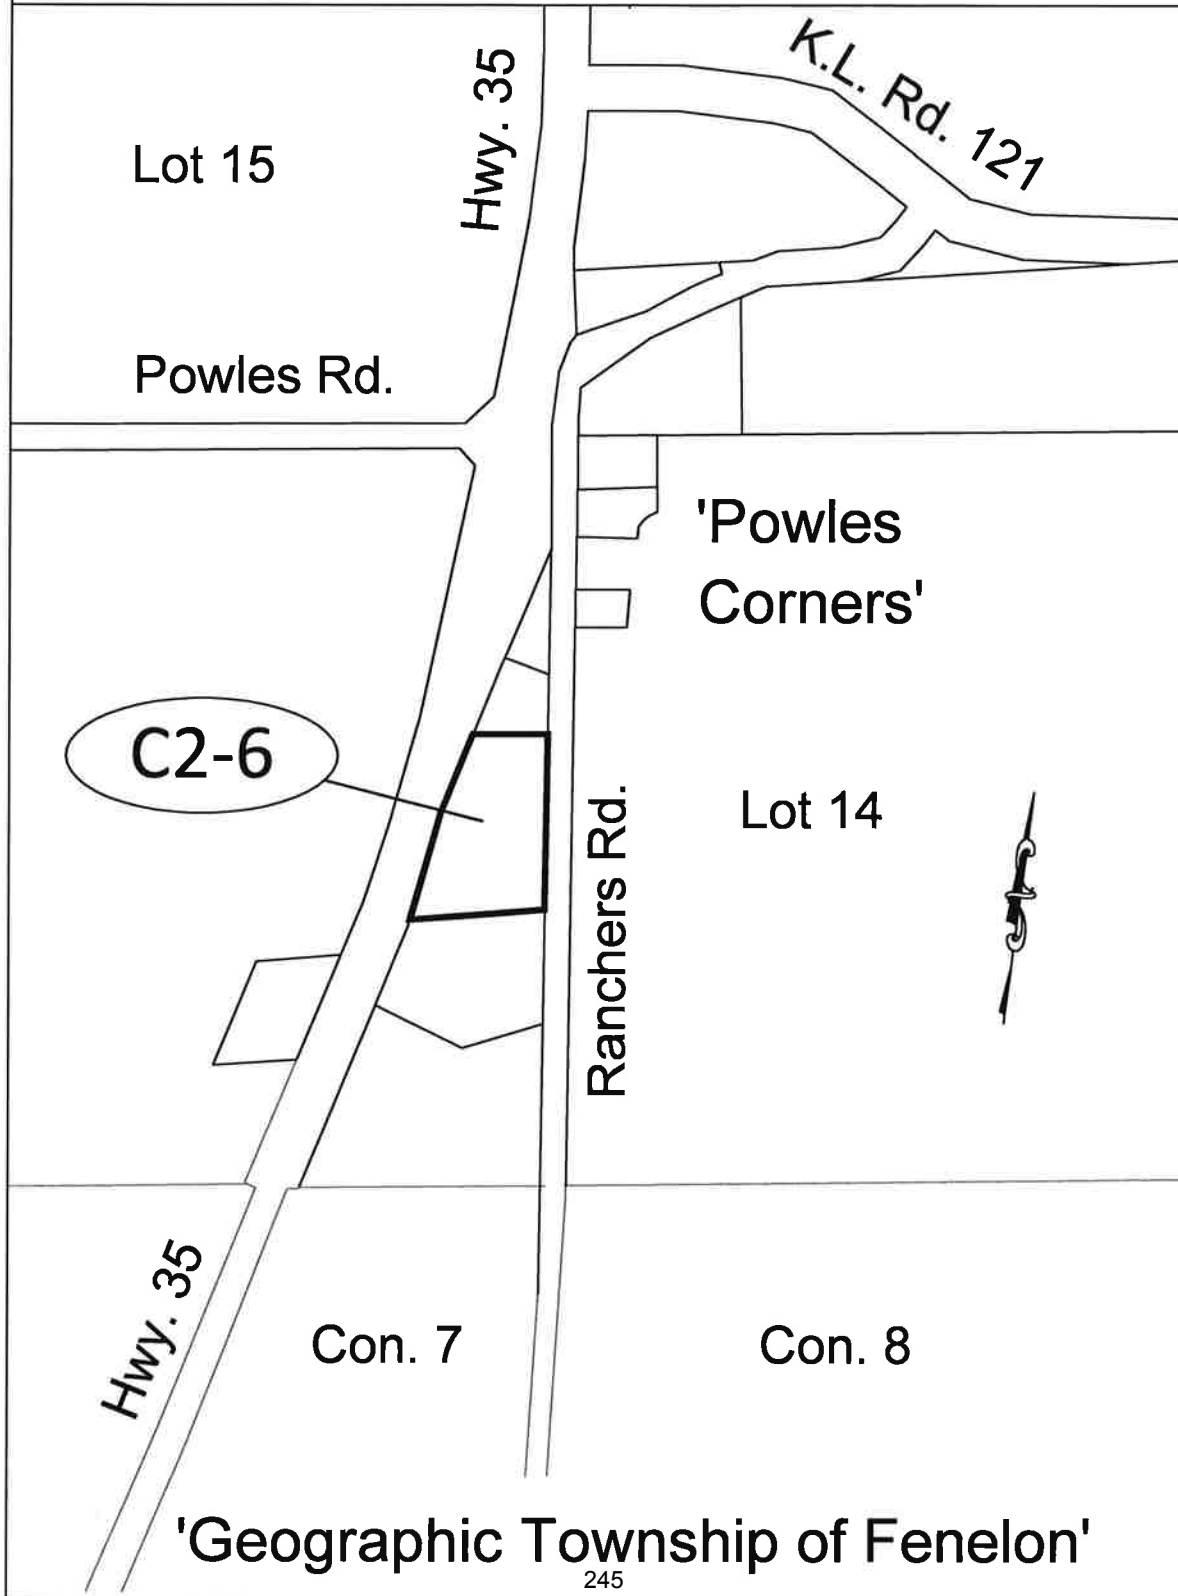 K.L. Rd. 121
Hwy. 35
Lot 15
Powles Rd.
'Powles
Corners'
C2-6
Lot 14
Ranchers Rd.
Hwy. 35
Con. 7
Con. 8
'Geographic Township of Fenelon'
245